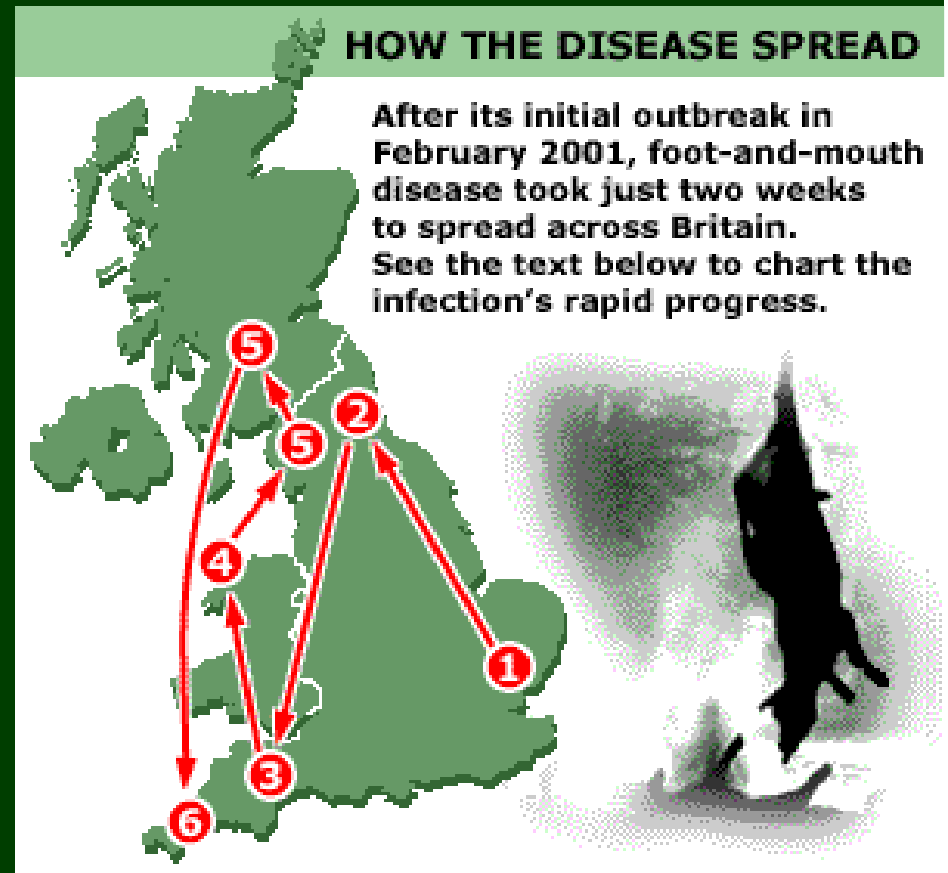 HOW THE DISEASE SPREAD
After its initial outbreak in
February 2001, foot-and-mouth
disease took just two weeks
to spread across Britain.
See the text below to chart the
infection's rapid progress.
5
2
5
4
1
3
6